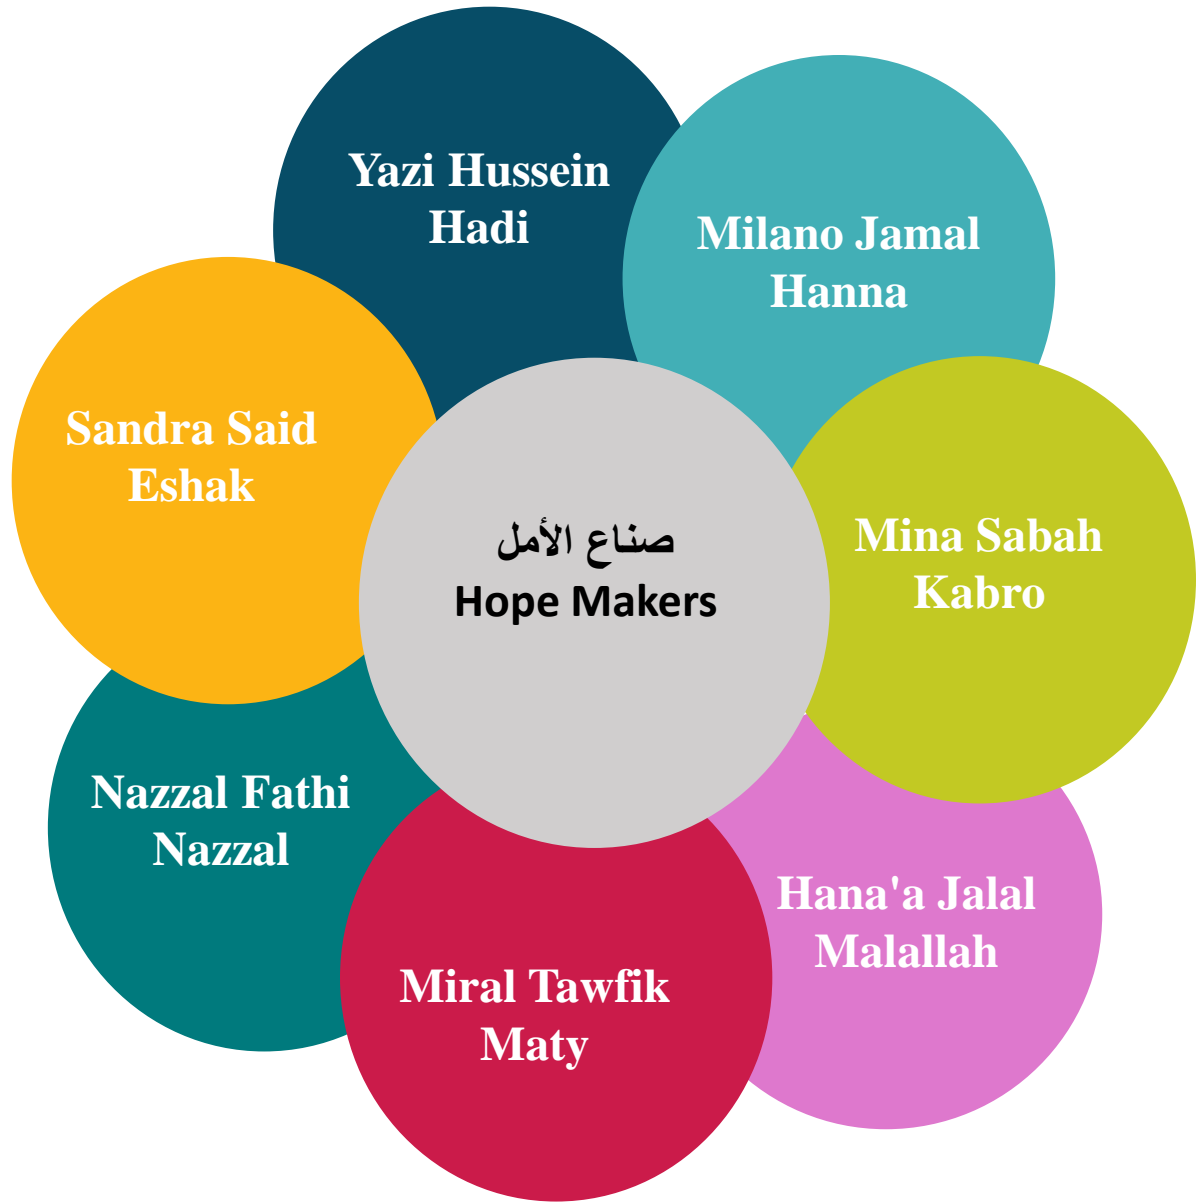 Yazi Hussein
Hadi
Milano Jamal
Hanna
Sandra Said
Eshak
صناع الأمل
Hope Makers
Mina Sabah
Kabro
Nazzal Fathi
Nazzal
Hana'a Jalal
Malallah
Miral Tawfik
Maty